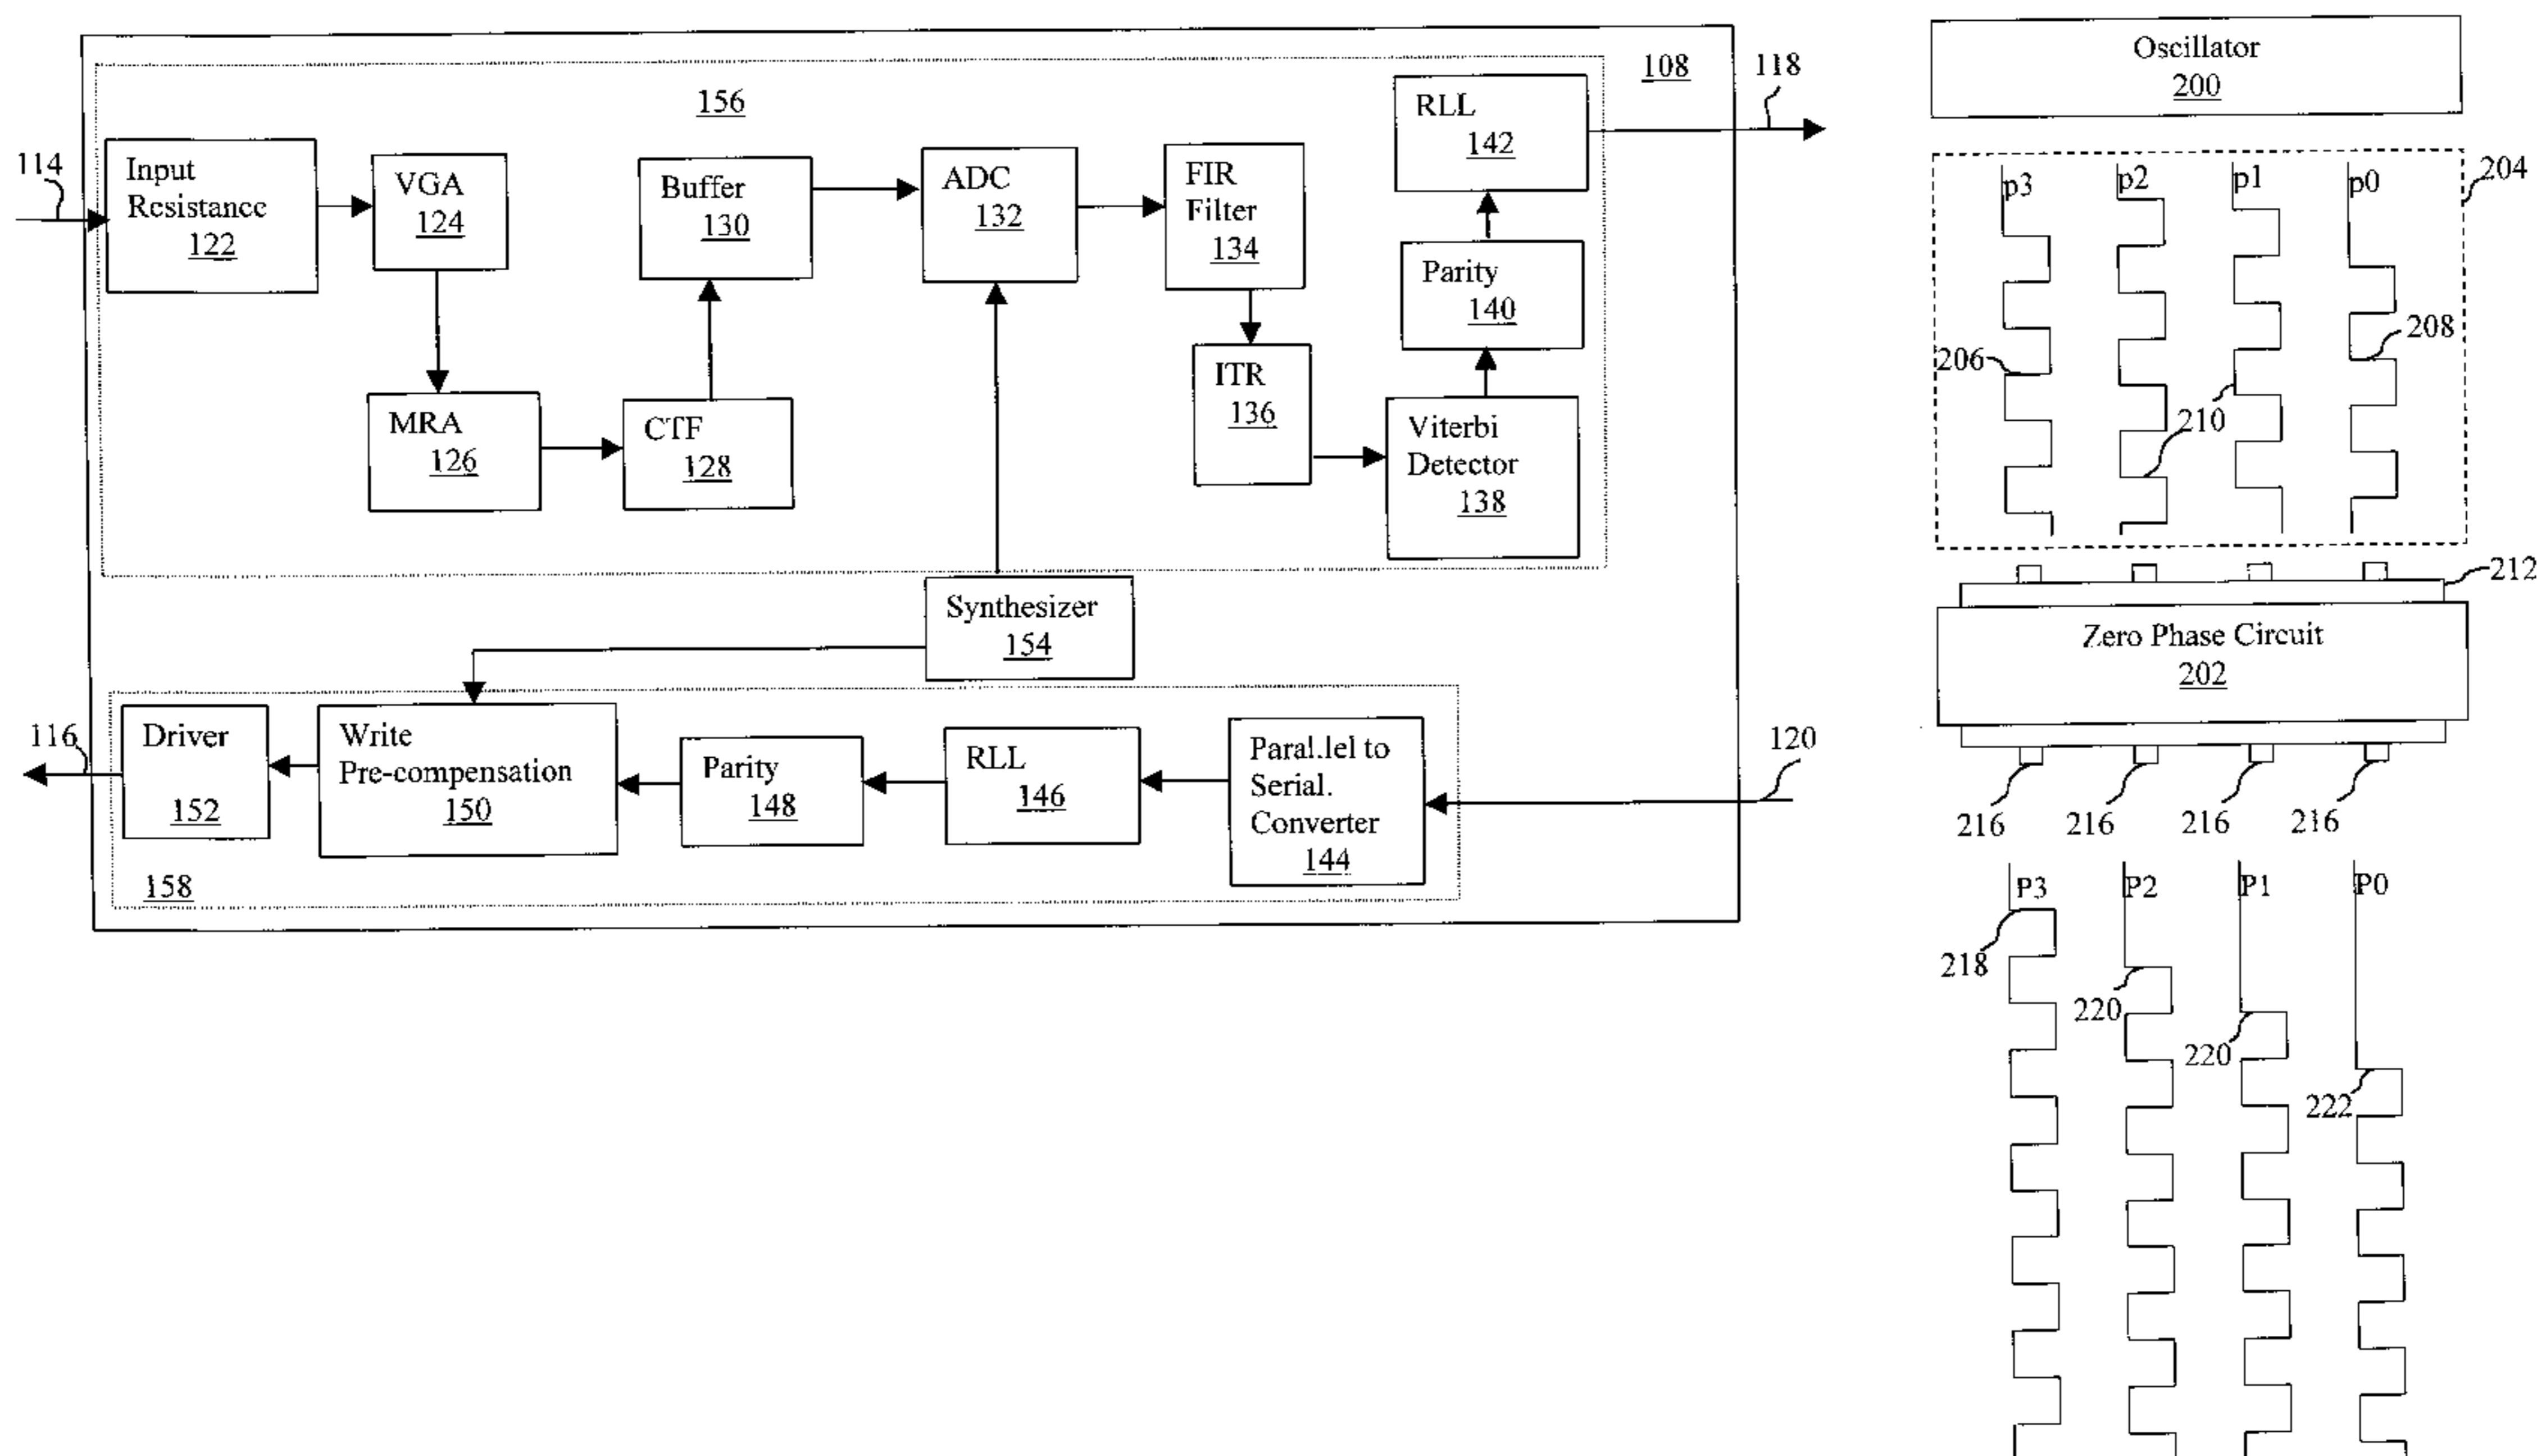 108
118
156
114
Input
Resistance
122
VGA
124
Buffer
130
ADC
132
FIR
Filter
134
RLL
142
Parity
140
MRA
126
CTF
128
ITR
136
Viterbi
Detector
138
Synthesizer
154
116
Driver
152
Write
Pre-compensation
150
Parity
148
RLL
146
Paral.lel to
Serial.
Converter
144
120
158
Oscillator
200
p3
p2
p1
p0
204
206
208
210
212
Zero Phase Circuit
202
216
216
216
216
P3
P2
P1
P0
218
220
220
222